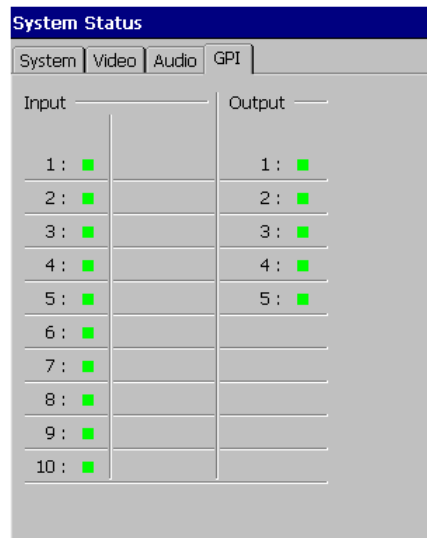 System Status
System Video Audio GPI
Input Output
1 : 1 :
2 : 2 :
3 : 3 :
4 : 4 :
5 : 5 :
6 :
7 :
8 :
9 :
10 :